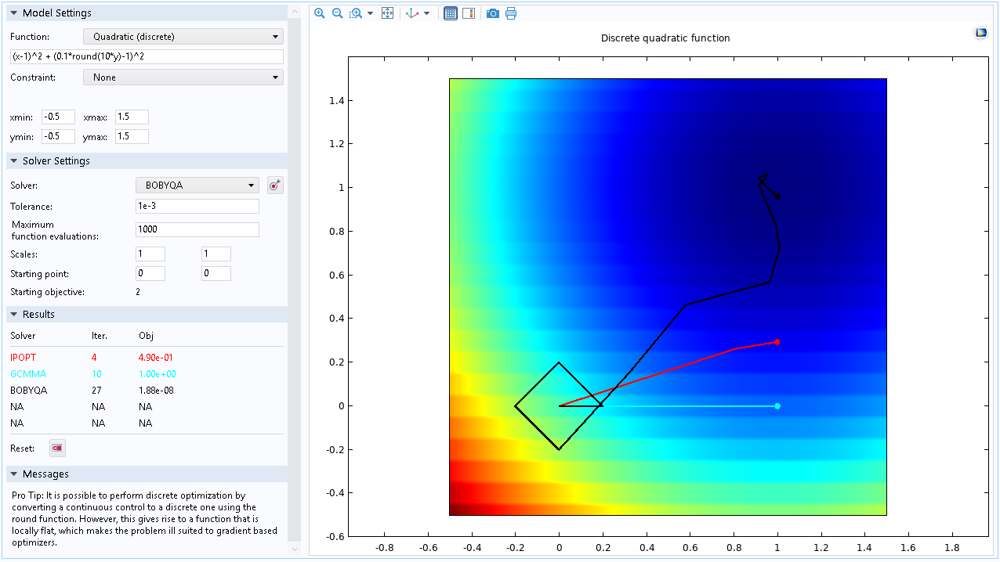 Model Settings
Function: Quadratic (discrete)
(x-1)^2 + (0.1*round(10*y)-1)^2
Constraint: None
xmin: -0.5 xmax: 1.5
ymin: -0.5 ymax: 1.5
Solver Settings
Solver: BOBYQA
Tolerance: 1e-3
Maximum
function evaluations: 1000
Scales: 1 1
Starting point: 0 0
Starting objective: 2
Results
Solver Iter. Obj
IPOPT 4 4.90e-01
GCMMA 10 1.00e+00
BOBYQA 27 1.88e-08
NA NA NA
NA NA NA
Reset:
Messages
Pro Tip: It is possible to perform discrete optimization by
converting a continuous control to a discrete one using the
round function. However, this gives rise to a function that is
locally flat, which makes the problem ill suited to gradient based
optimizers.
Discrete quadratic function
1.4
1.2
1
0.8
0.6
0.4
0.2
0
-0.2
-0.4
-0.6
-0.8 -0.6 -0.4 -0.2 0 0.2 0.4 0.6 0.8 1 1.2 1.4 1.6 1.8